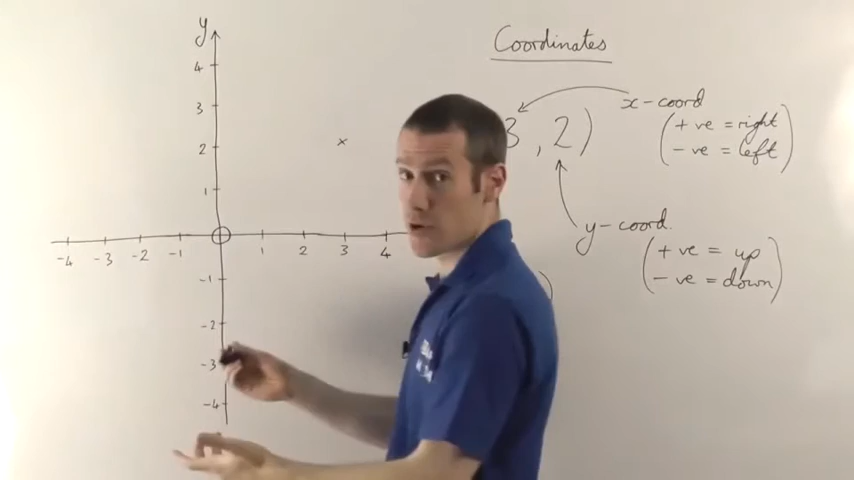 y
Coordinates
4
3
2
1
-4 -3 -2 -1 1 2 3 4
-1
-2
-3
-4
3, 2)
x-coord
(+ve = right
-ve = left)
y-coord.
(+ve = up
-ve = down)
)